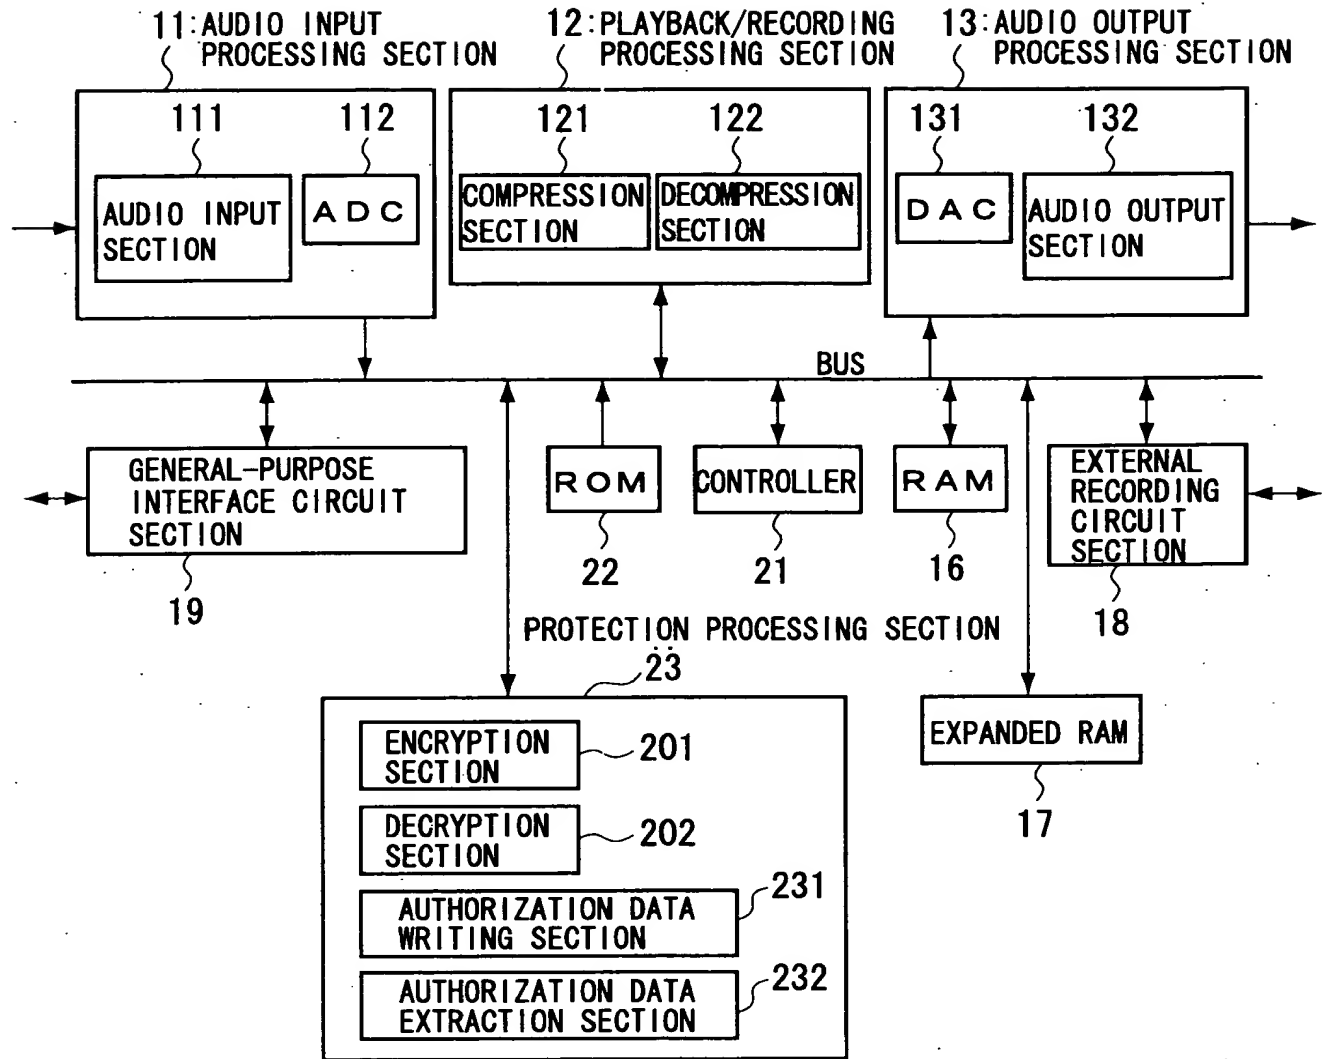 11:AUDIO INPUT
PROCESSING SECTION
12:PLAYBACK/RECORDING
PROCESSING SECTION
13:AUDIO OUTPUT
PROCESSING SECTION
111
112
121
122
131
132
AUDIO INPUT
SECTION
ADC
COMPRESSION
SECTION
DECOMPRESSION
SECTION
DAC
AUDIO OUTPUT
SECTION
BUS
GENERAL-PURPOSE
INTERFACE CIRCUIT
SECTION
ROM
CONTROLLER
RAM
EXTERNAL
RECORDING
CIRCUIT
SECTION
19
22
21
16
18
PROTECTION PROCESSING SECTION
23
ENCRYPTION
SECTION
201
EXPANDED RAM
17
DECRYPTION
SECTION
202
AUTHORIZATION DATA
WRITING SECTION
231
AUTHORIZATION DATA
EXTRACTION SECTION
232